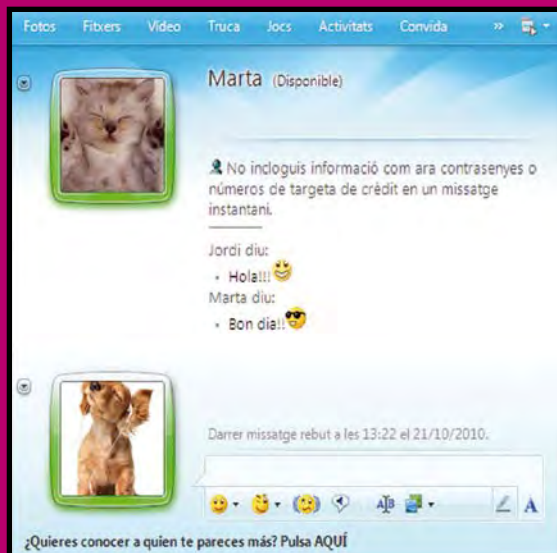 Fotos Fitxers Vídeo Truca Jocs Activitats Convida »
Marta (Disponible)
No incloguis informació com ara contrasenyes o
números de targeta de crèdit en un missatge
instantani.
Jordi diu:
• Hola!!!
Marta diu:
• Bon dia!!
Darrer missatge rebut a les 13:22 el 21/10/2010.
AB A
¿Quieres conocer a quien te pareces más? Pulsa AQUÍ